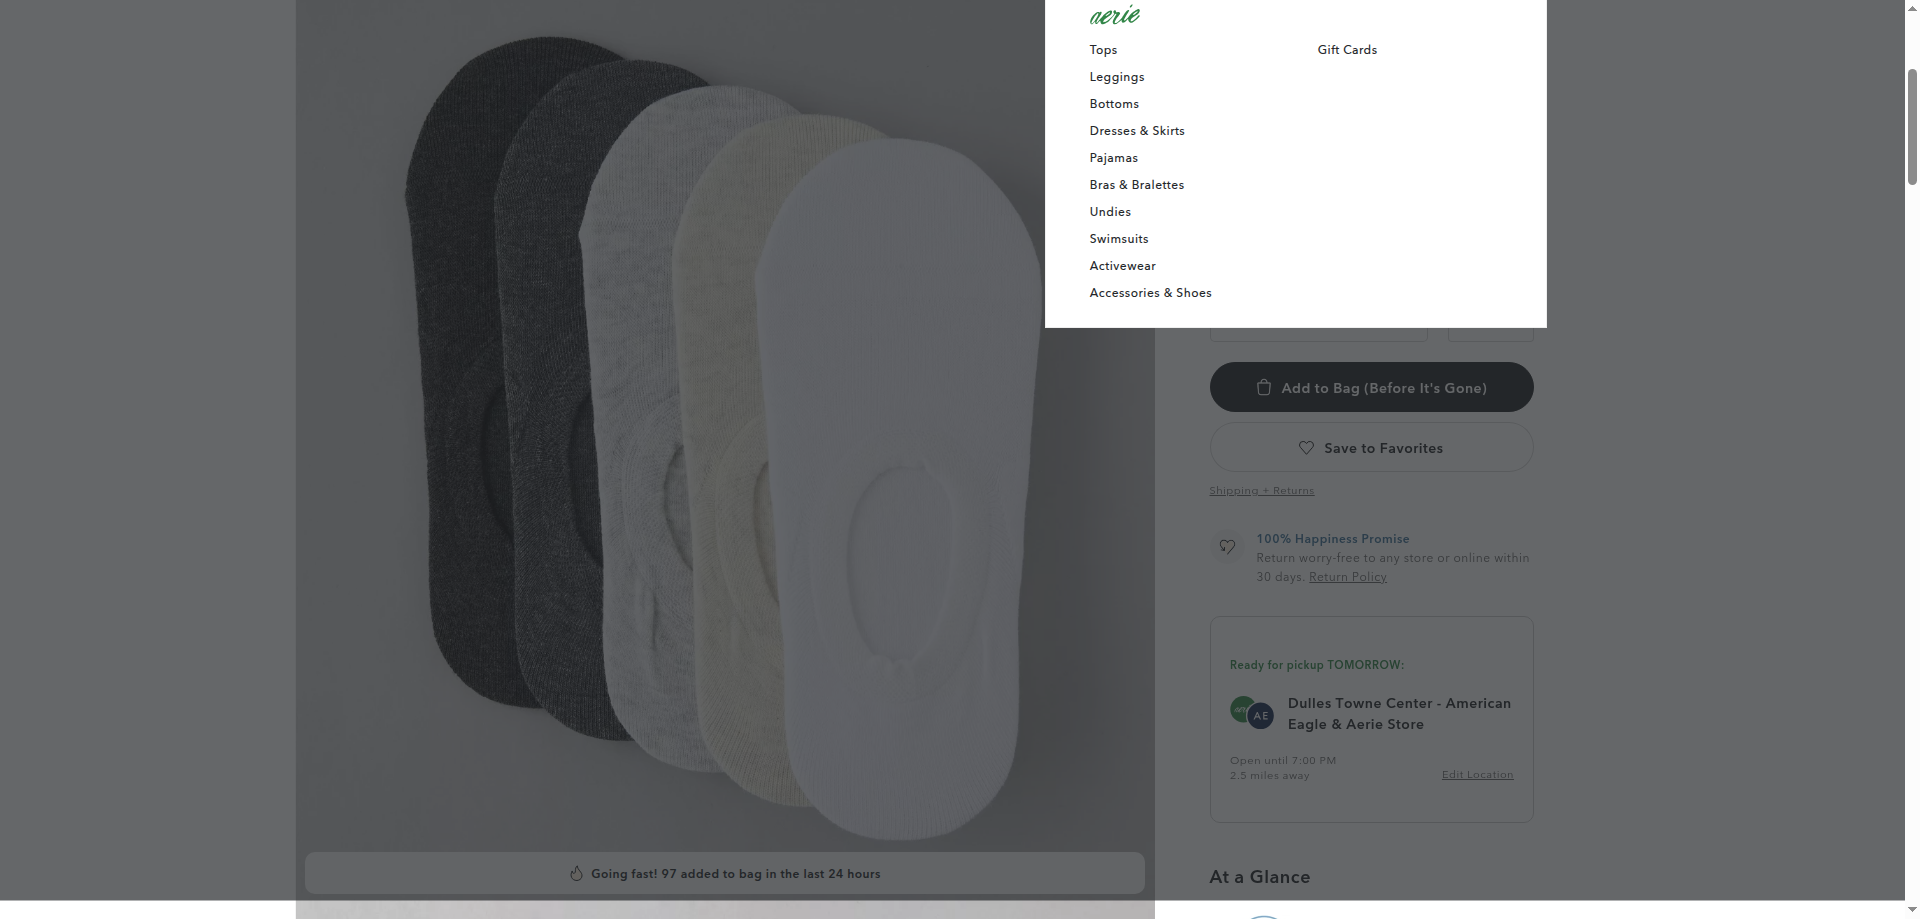 aerie
Tops
Gift Cards
Leggings
Bottoms
Dresses & Skirts
Pajamas
Bras & Bralettes
Undies
Swimsuits
Activewear
Accessories & Shoes
Add to Bag (Before It's Gone)
Save to Favorites
Shipping + Returns
100% Happiness Promise
Return worry-free to any store or online within
30 days. Return Policy
Ready for pickup TOMORROW:
aerie AE
Dulles Towne Center - American
Eagle & Aerie Store
Open until 7:00 PM
2.5 miles away
Edit Location
Going fast! 97 added to bag in the last 24 hours
At a Glance